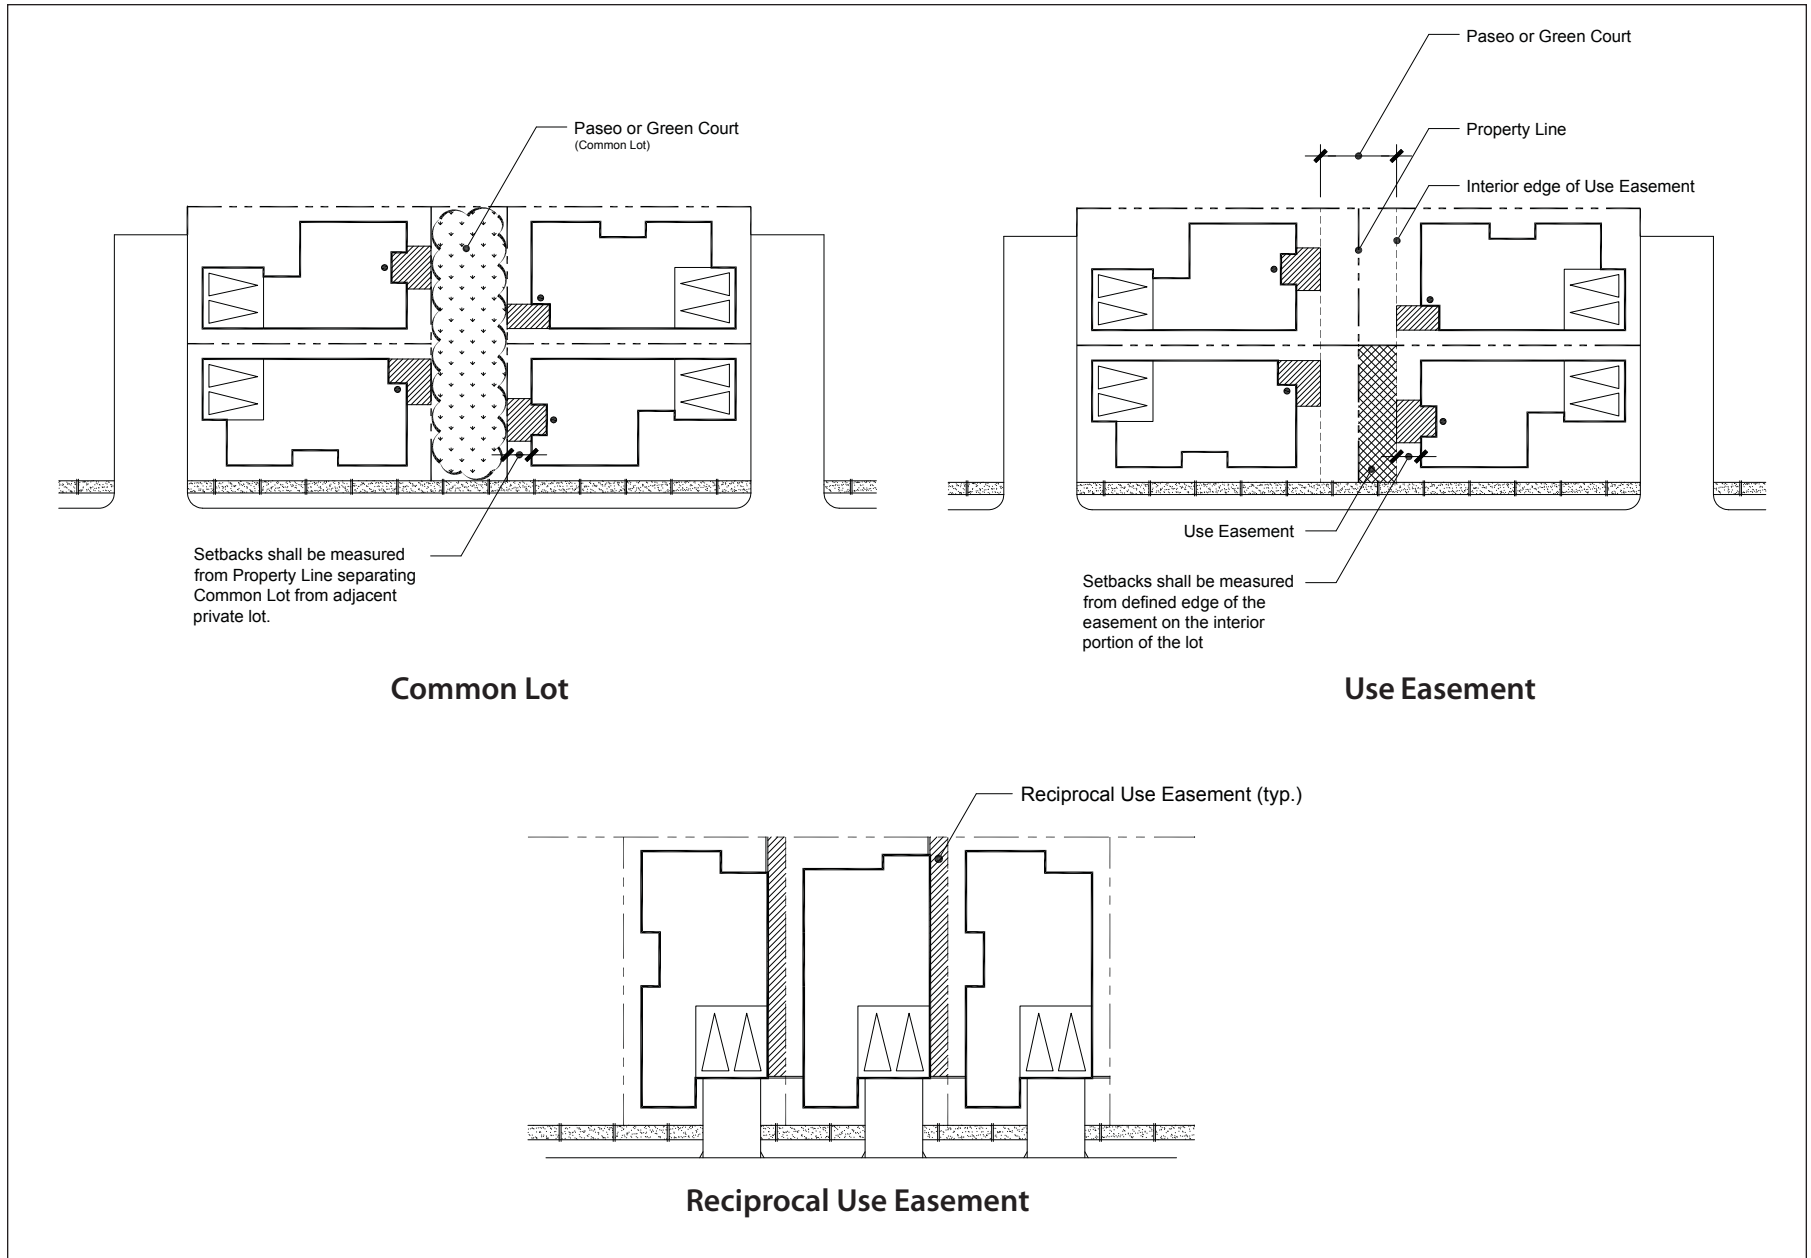 Paseo or Green Court
(Common Lot)
Setbacks shall be measured
from Property Line separating
Common Lot from adjacent
private lot.
Common Lot
Paseo or Green Court
Property Line
Interior edge of Use Easement
Use Easement
Setbacks shall be measured
from defined edge of the
easement on the interior
portion of the lot
Use Easement
Reciprocal Use Easement (typ.)
Reciprocal Use Easement